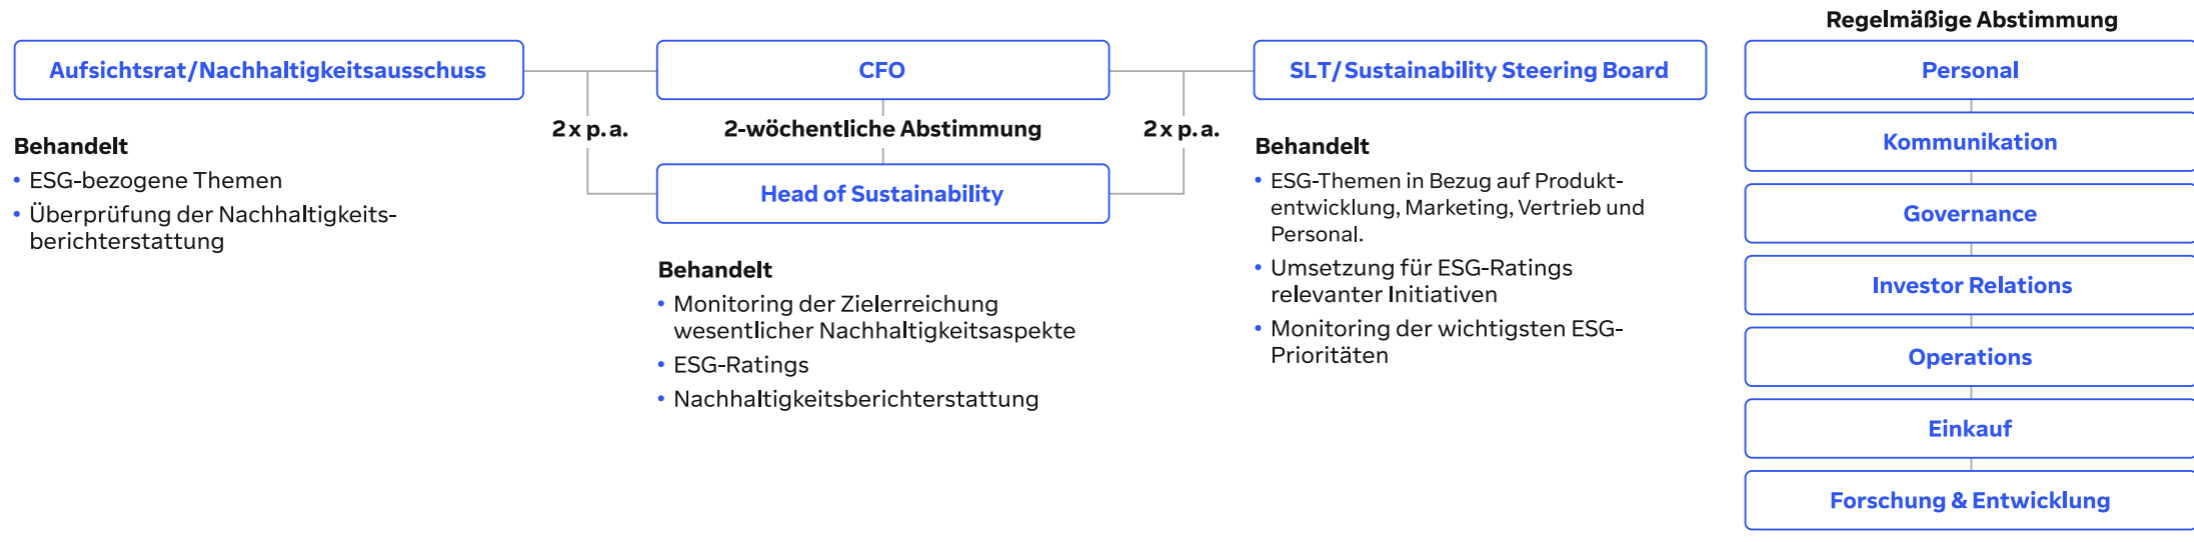 Aufsichtsrat/Nachhaltigkeitsausschuss
Behandelt
• ESG-bezogene Themen
• Überprüfung der Nachhaltigkeits-
berichterstattung
2 x p. a.
CFO
2-wöchentliche Abstimmung
Head of Sustainability
Behandelt
• Monitoring der Zielerreichung
wesentlicher Nachhaltigkeitsaspekte
• ESG-Ratings
• Nachhaltigkeitsberichterstattung
2 x p. a.
SLT/Sustainability Steering Board
Behandelt
• ESG-Themen in Bezug auf Produkt-
entwicklung, Marketing, Vertrieb und
Personal.
• Umsetzung für ESG-Ratings
relevanter Initiativen
• Monitoring der wichtigsten ESG-
Prioritäten
Regelmäßige Abstimmung
Personal
Kommunikation
Governance
Investor Relations
Operations
Einkauf
Forschung & Entwicklung